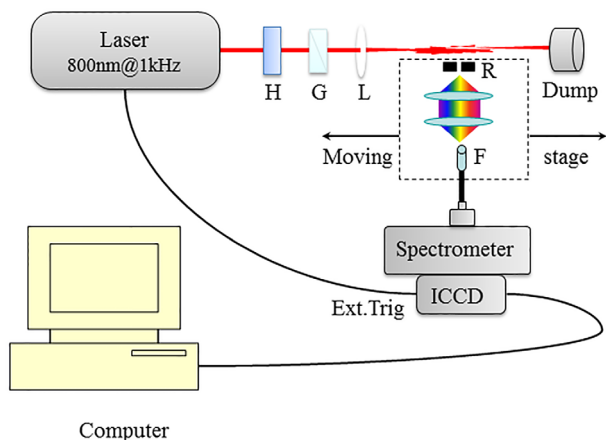 Laser
800nm@1kHz
H
G
L
R
Dump
Moving
F
stage
Spectrometer
ICCD
Ext.Trig
Computer